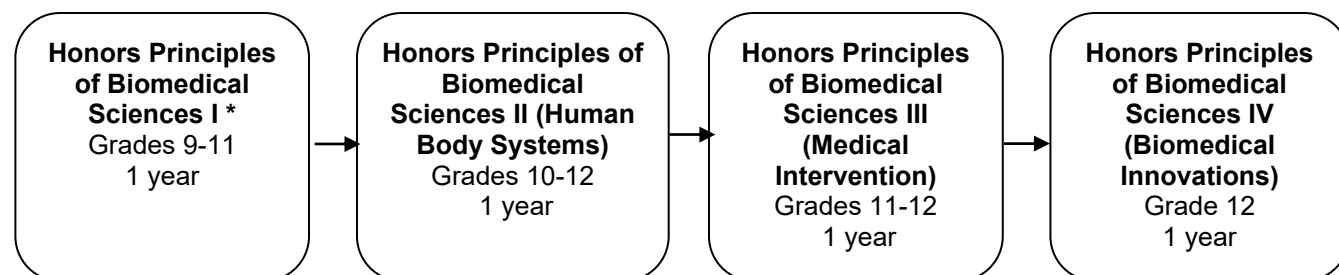 Honors Principles
of Biomedical
Sciences I *
Grades 9-11
1 year
Honors Principles of
Biomedical
Sciences II (Human
Body Systems)
Grades 10-12
1 year
Honors Principles
of Biomedical
Sciences III
(Medical
Intervention)
Grades 11-12
1 year
Honors Principles
of Biomedical
Sciences IV
(Biomedical
Innovations)
Grade 12
1 year